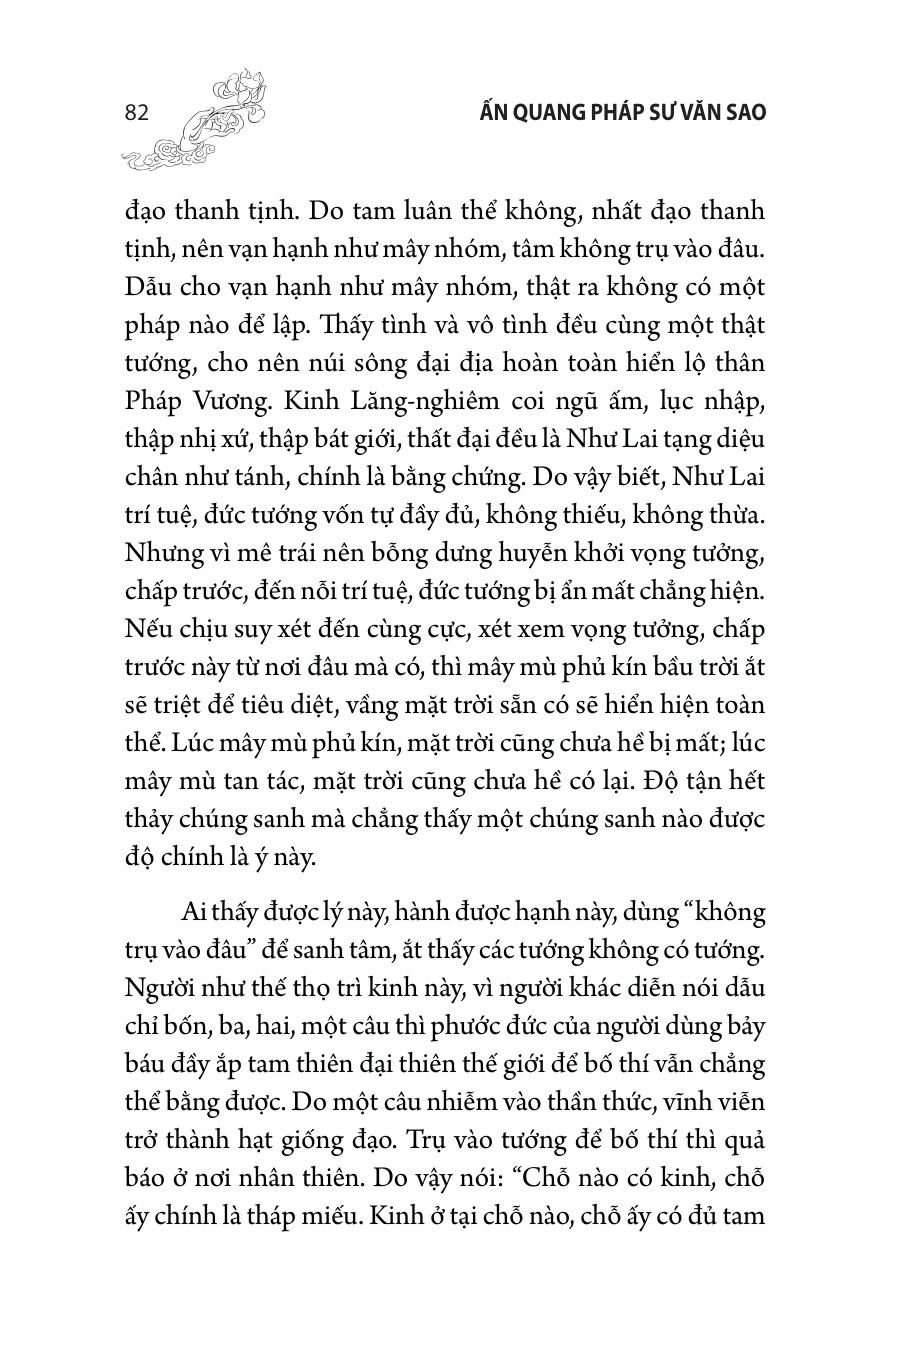 82
ẤN QUANG PHÁP SƯ VĂN SAO
đạo thanh tịnh. Do tam luân thể không, nhất đạo thanh
tịnh, nên vạn hạnh như mây nhóm, tâm không trụ vào đâu.
Dẫu cho vạn hạnh như mây nhóm, thật ra không có một
pháp nào để lập. Thấy tình và vô tình đều cùng một thật
tướng, cho nên núi sông đại địa hoàn toàn hiển lộ thân
Pháp Vương. Kinh Lăng-nghiêm coi ngũ ấm, lục nhập,
thập nhị xứ, thập bát giới, thất đại đều là Như Lai tạng diệu
chân như tánh, chính là bằng chứng. Do vậy biết, Như Lai
trí tuệ, đức tướng vốn tự đầy đủ, không thiếu, không thừa.
Nhưng vì mê trái nên bỗng dưng huyễn khởi vọng tưởng,
chấp trước, đến nỗi trí tuệ, đức tướng bị ẩn mất chẳng hiện.
Nếu chịu suy xét đến cùng cực, xét xem vọng tưởng, chấp
trước này từ nơi đâu mà có, thì mây mù phủ kín bầu trời ắt
sẽ triệt để tiêu diệt, vầng mặt trời sẵn có sẽ hiển hiện toàn
thể. Lúc mây mù phủ kín, mặt trời cũng chưa hề bị mất; lúc
mây mù tan tác, mặt trời cũng chưa hề có lại. Độ tận hết
thảy chúng sanh mà chẳng thấy một chúng sanh nào được
độ chính là ý này.
Ai thấy được lý này, hành được hạnh này, dùng “không
trụ vào đâu” để sanh tâm, ắt thấy các tướng không có tướng.
Người như thế thọ trì kinh này, vì người khác diễn nói dẫu
chỉ bốn, ba, hai, một câu thì phước đức của người dùng bảy
báu đầy ắp tam thiên đại thiên thế giới để bố thí vẫn chẳng
thể bằng được. Do một câu nhiễm vào thần thức, vĩnh viễn
trở thành hạt giống đạo. Trụ vào tướng để bố thí thì quả
báo ở nơi nhân thiên. Do vậy nói: “Chỗ nào có kinh, chỗ
ấy chính là tháp miếu. Kinh ở tại chỗ nào, chỗ ấy có đủ tam